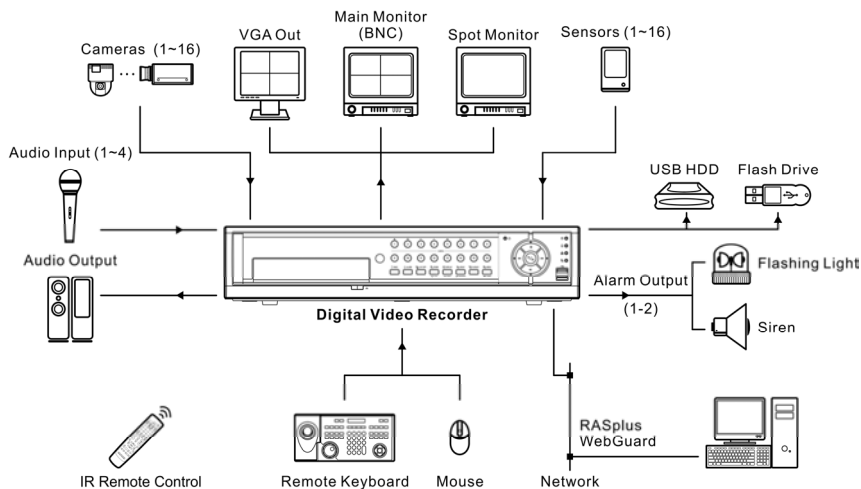 Main Monitor
(BNC)
Cameras (1~16)
VGA Out
Spot Monitor
Sensors (1~16)
Audio Input (1~4)
USB HDD
Flash Drive
Audio Output
Alarm Output
(1-2)
Flashing Light
Digital Video Recorder
Siren
RASplus
WebGuard
IR Remote Control
Remote Keyboard
Mouse
Network